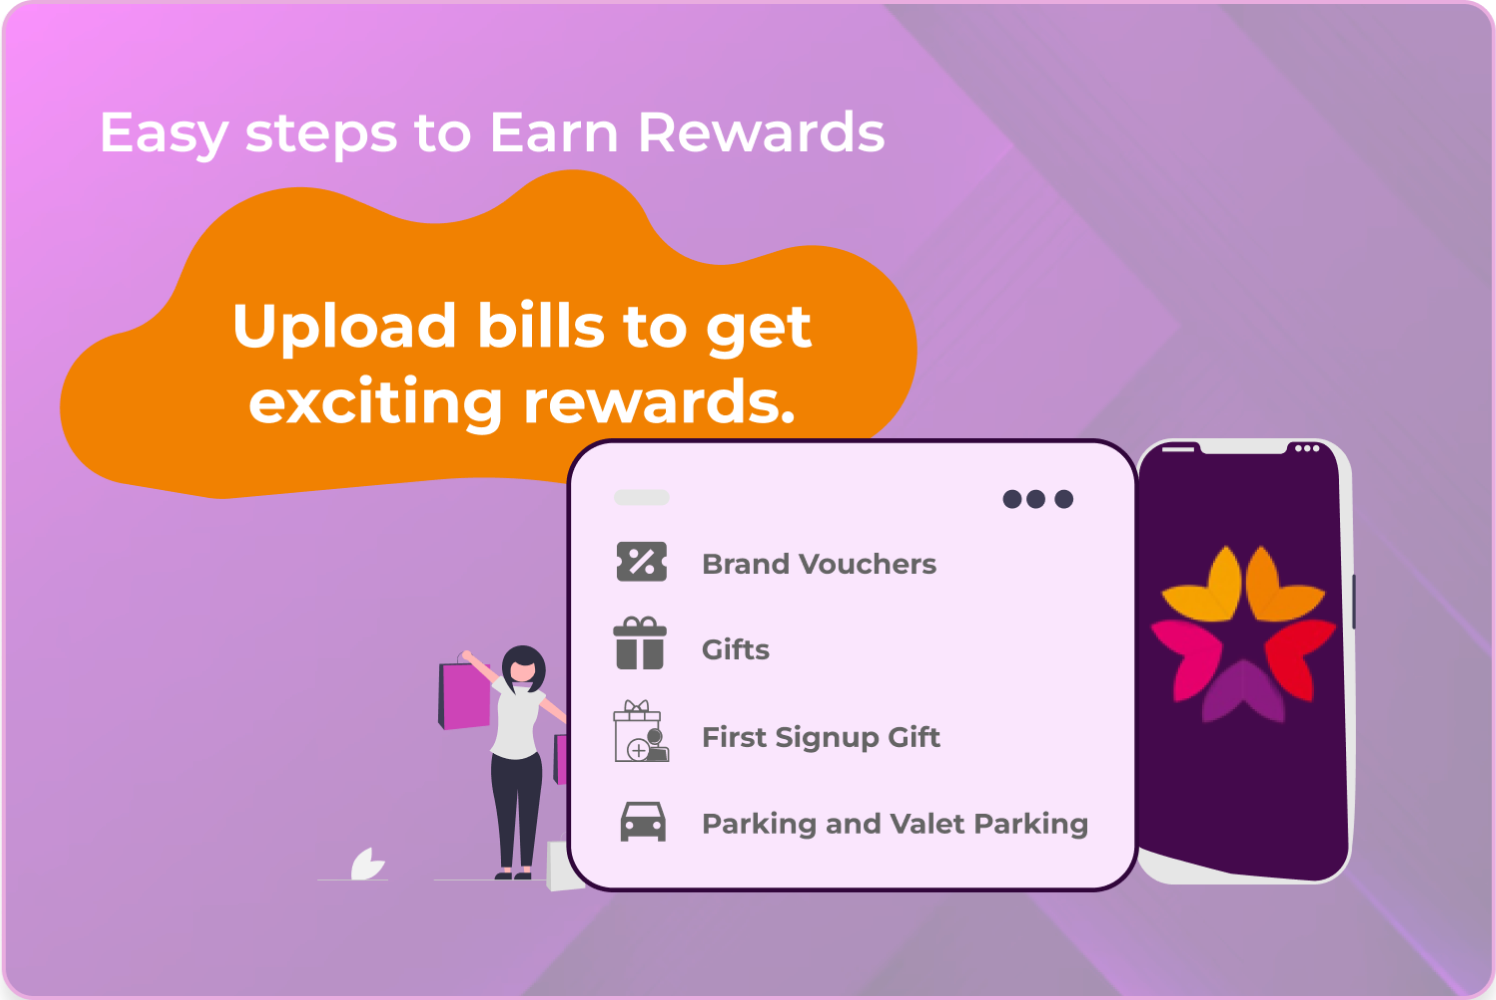 Easy steps to Earn Rewards
Upload bills to get
exciting rewards.
Brand Vouchers
Gifts
First Signup Gift
Parking and Valet Parking